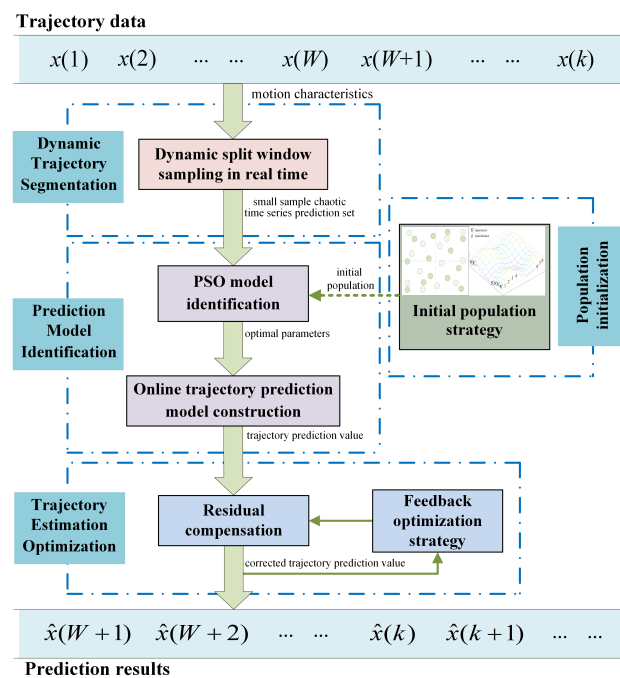 Trajectory data
x(1) x(2) ... ... x(W) x(W+1) ... ... x(k)
motion characteristics
Dynamic
Trajectory
Segmentation
Dynamic split window
sampling in real time
small sample chaotic
time series prediction set
Prediction
Model
Identification
PSO model
identification
initial
population
Initial population
strategy
Population
initialization
optimal parameters
Online trajectory prediction
model construction
trajectory prediction value
Trajectory
Estimation
Optimization
Residual
compensation
Feedback
optimization
strategy
corrected trajectory prediction value
x̂(W + 1) x̂(W + 2) ... ... x̂(k) x̂(k + 1) ... ...
Prediction results